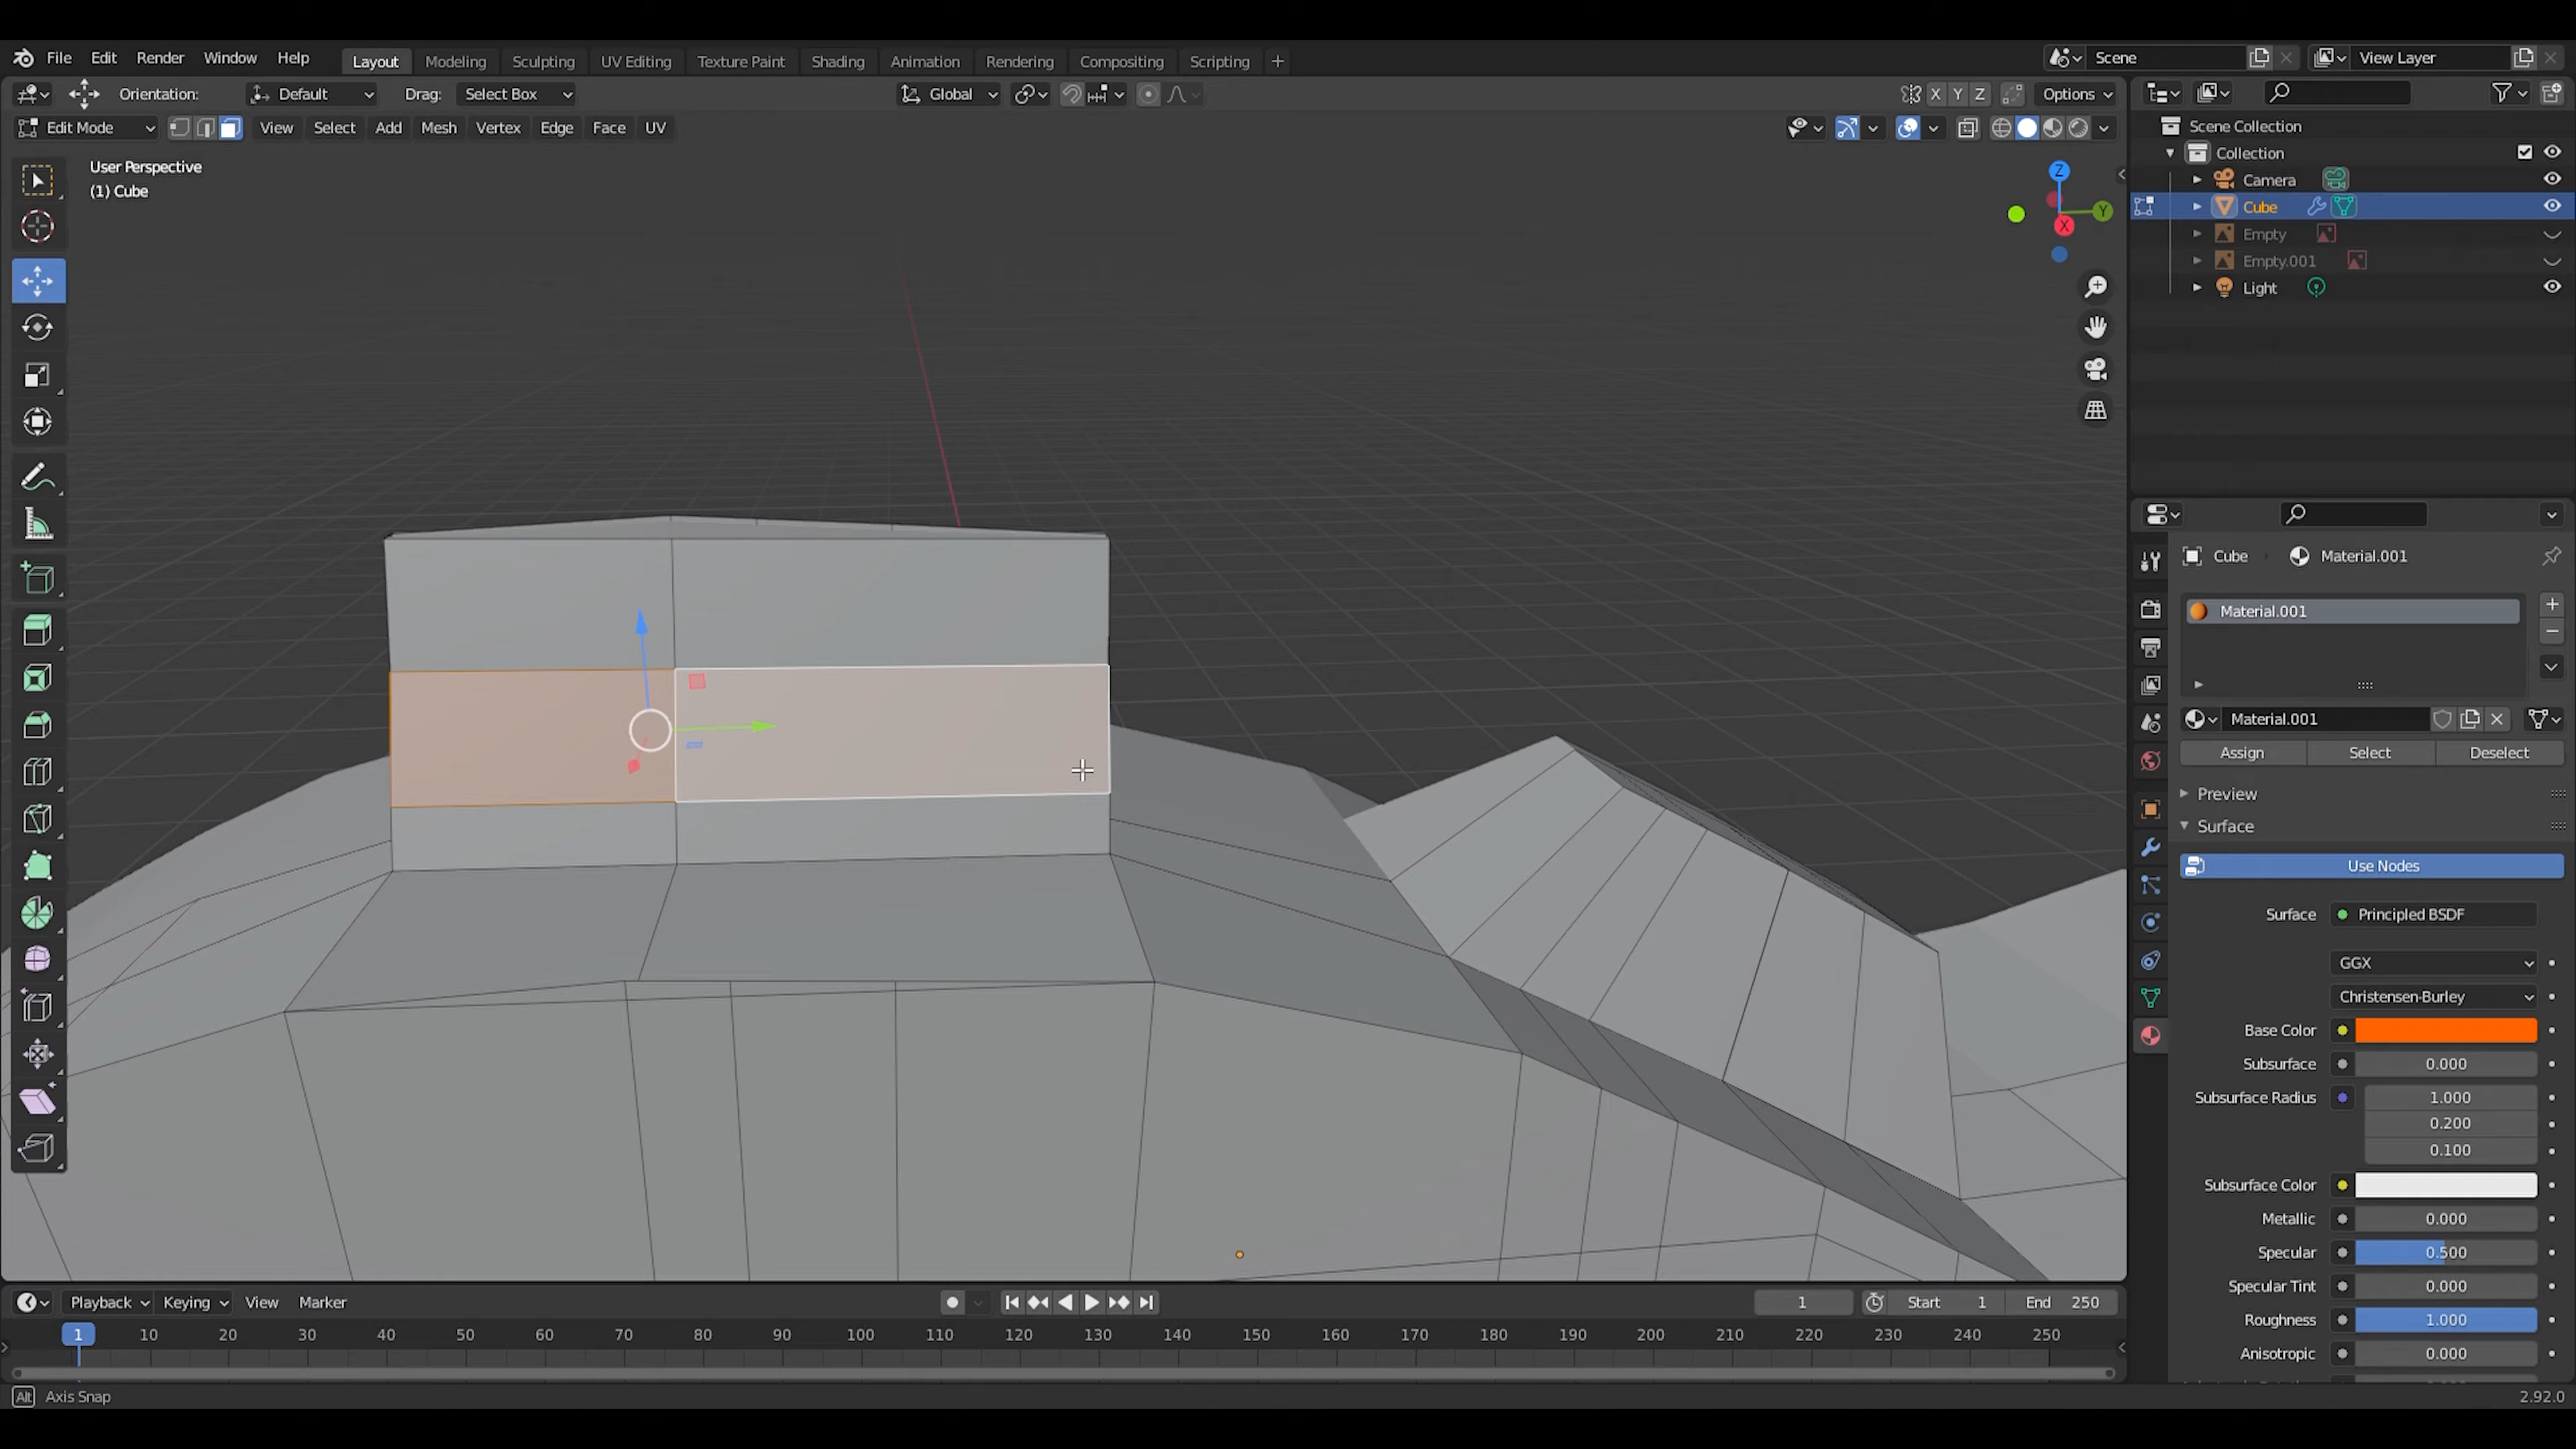 File Edit Render Window Help Layout Modeling Sculpting UV Editing Texture Paint Shading Animation Rendering Compositing Scripting + Scene View Layer
Orientation: Default Drag: Select Box Global X Y Z Options
Edit Mode View Select Add Mesh Vertex Edge Face UV
User Perspective
(1) Cube
Z
Y
X
Scene Collection
Collection
Camera
Cube
Empty
Empty.001
Light
Cube Material.001
Material.001
Material.001
Assign Select Deselect
Preview
Surface
Use Nodes
Surface Principled BSDF
GGX
Christensen-Burley
Base Color
Subsurface 0.000
Subsurface Radius 1.000
0.200
0.100
Subsurface Color
Metallic 0.000
Specular 0.500
Specular Tint 0.000
Roughness 1.000
Anisotropic 0.000
Playback Keying View Marker 1 Start 1 End 250
1 10 20 30 40 50 60 70 80 90 100 110 120 130 140 150 160 170 180 190 200 210 220 230 240 250
Alt Axis Snap 2.92.0